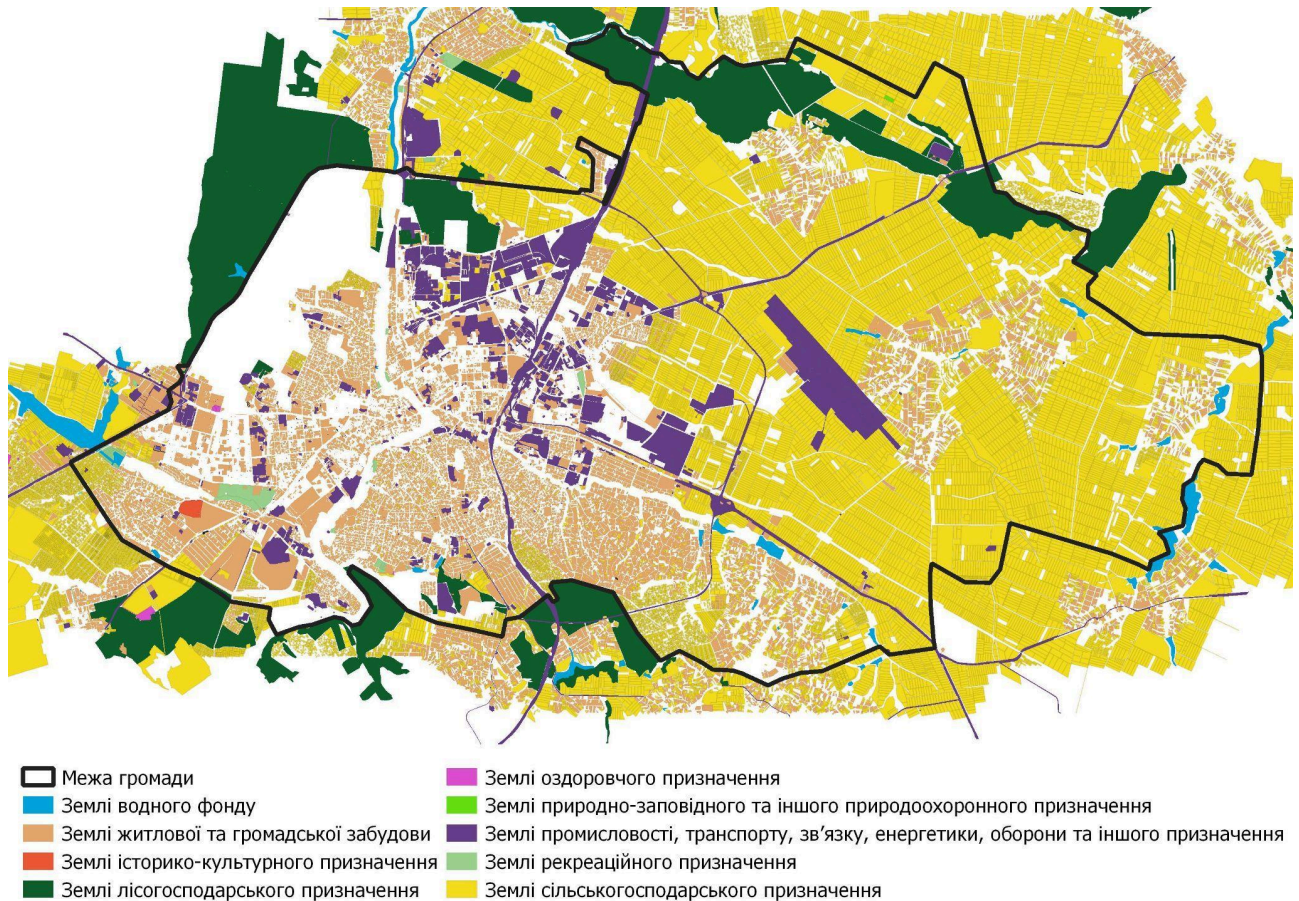 Межа громади
Землі водного фонду
Землі житлової та громадської забудови
Землі історико-культурного призначення
Землі лісогосподарського призначення
Землі оздоровчого призначення
Землі природно-заповідного та іншого природоохоронного призначення
Землі промисловості, транспорту, зв’язку, енергетики, оборони та іншого призначення
Землі рекреаційного призначення
Землі сільськогосподарського призначення